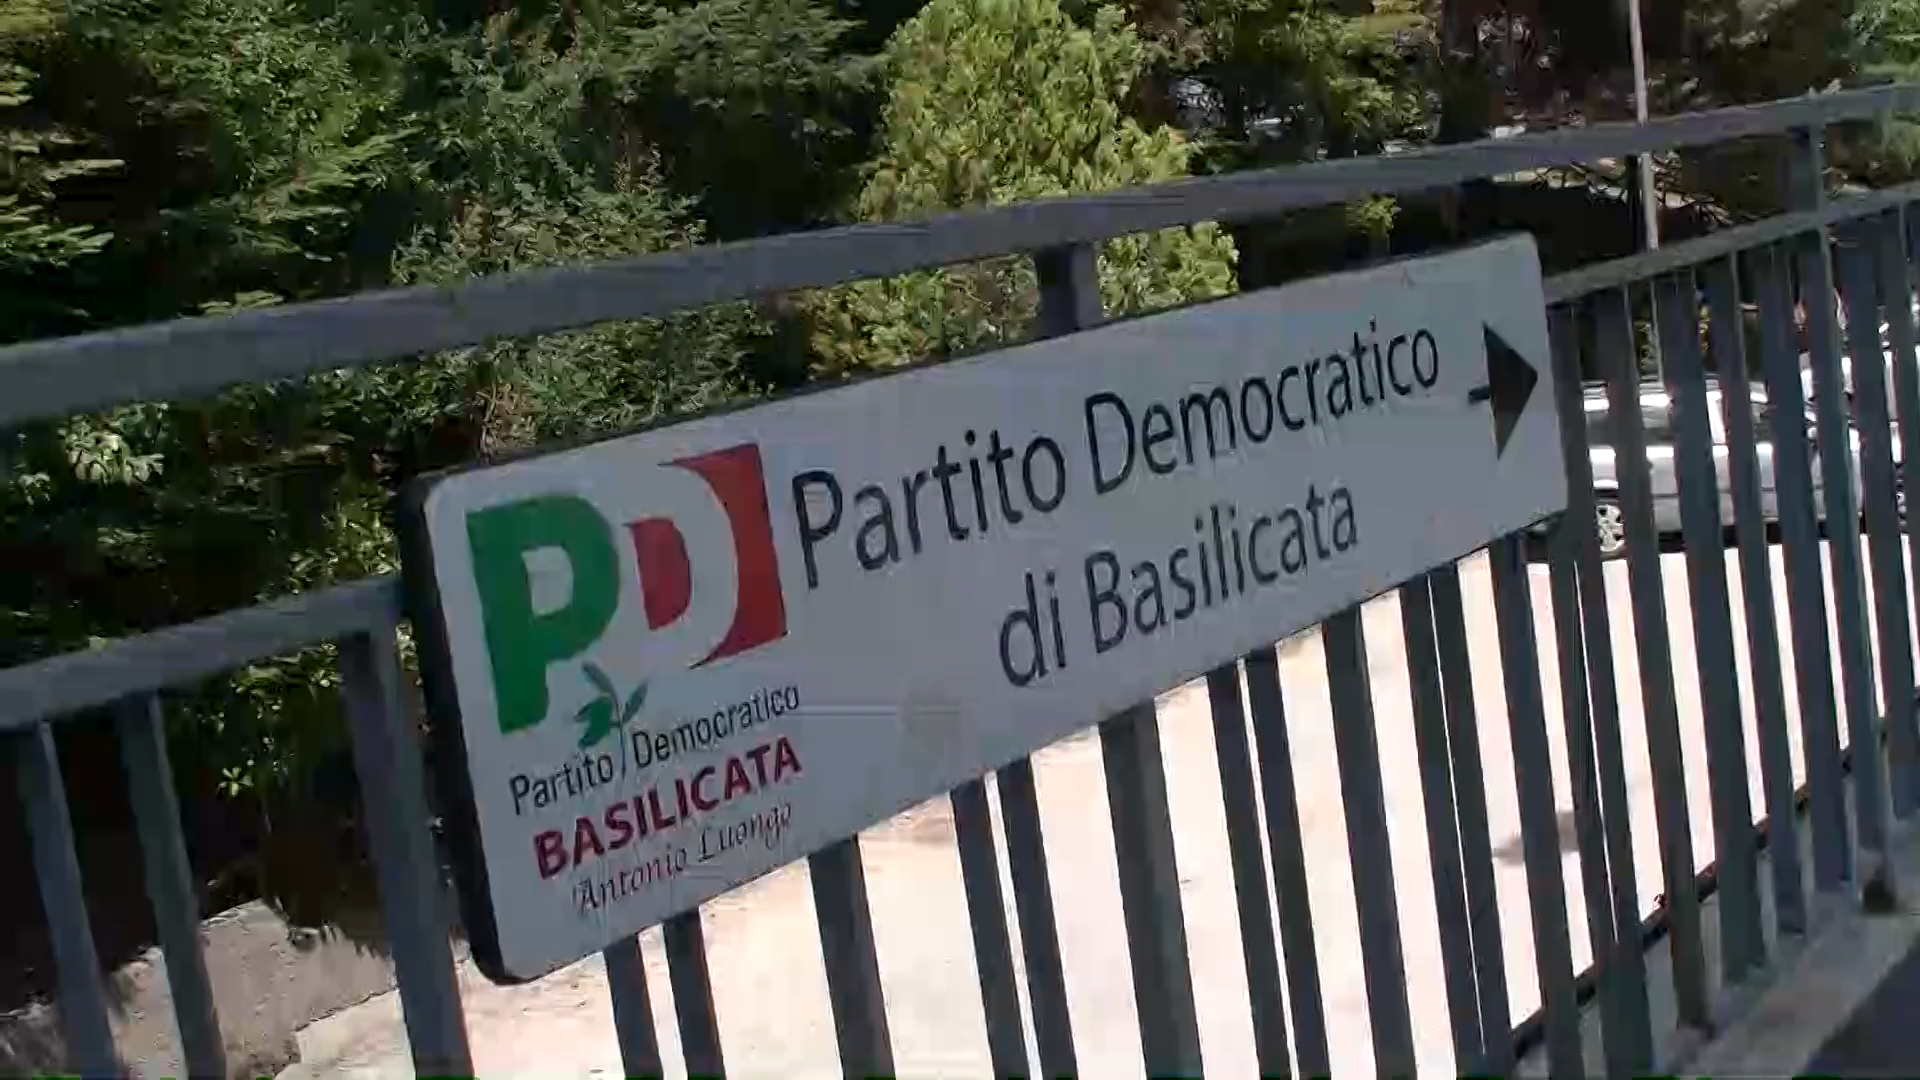 PD
Partito Democratico
di Basilicata
Partito Democratico
BASILICATA
Antonio Luongo